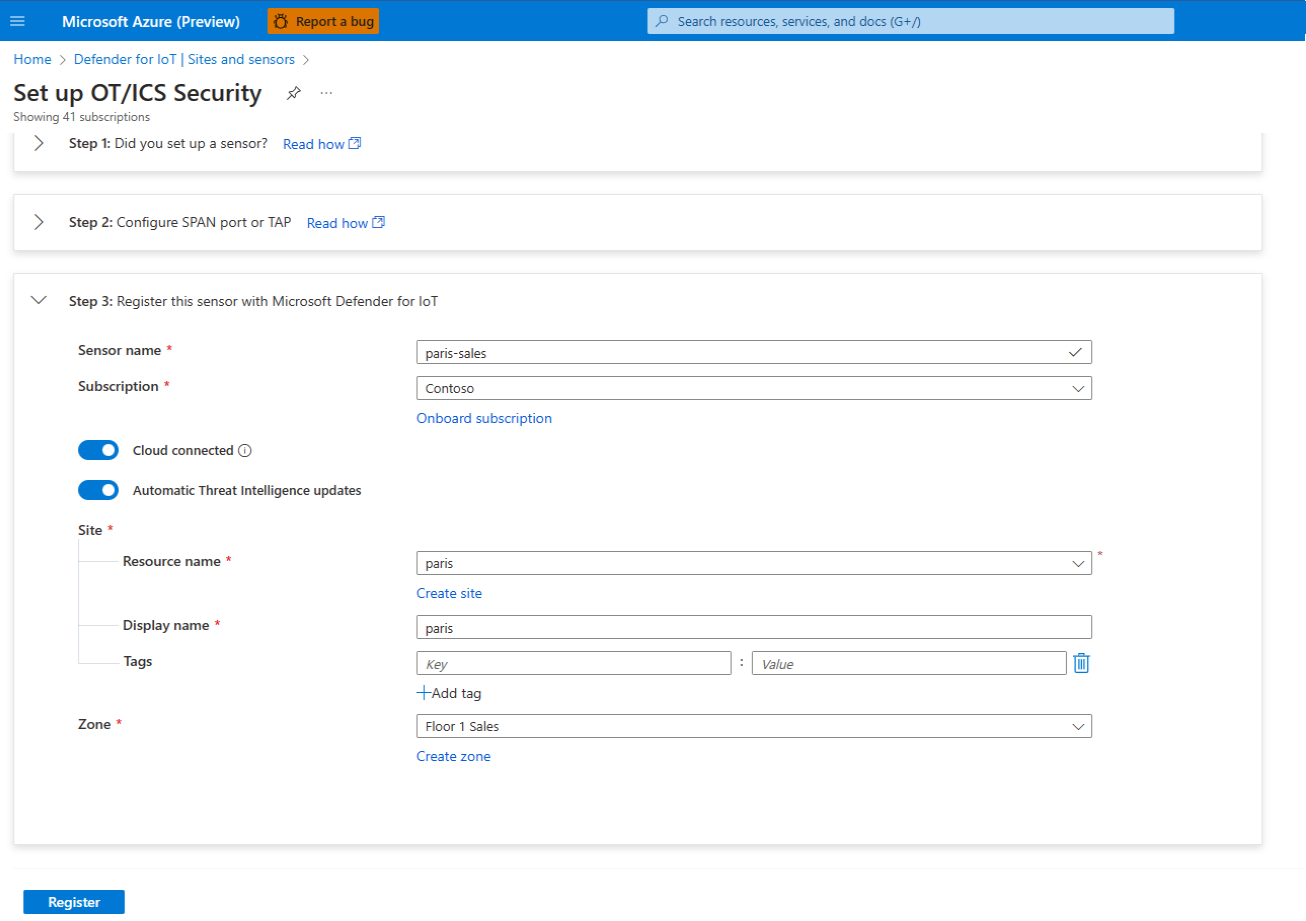 Microsoft Azure (Preview) Report a bug Search resources, services, and docs (G+/)
Home > Defender for IoT | Sites and sensors >
Set up OT/ICS Security ...
Showing 41 subscriptions
Step 1: Did you set up a sensor? Read how
Step 2: Configure SPAN port or TAP Read how
Step 3: Register this sensor with Microsoft Defender for IoT
Sensor name * paris-sales
Subscription * Contoso
Onboard subscription
Cloud connected
Automatic Threat Intelligence updates
Site *
Resource name * paris *
Create site
Display name * paris
Tags Key : Value
+Add tag
Zone * Floor 1 Sales
Create zone
Register